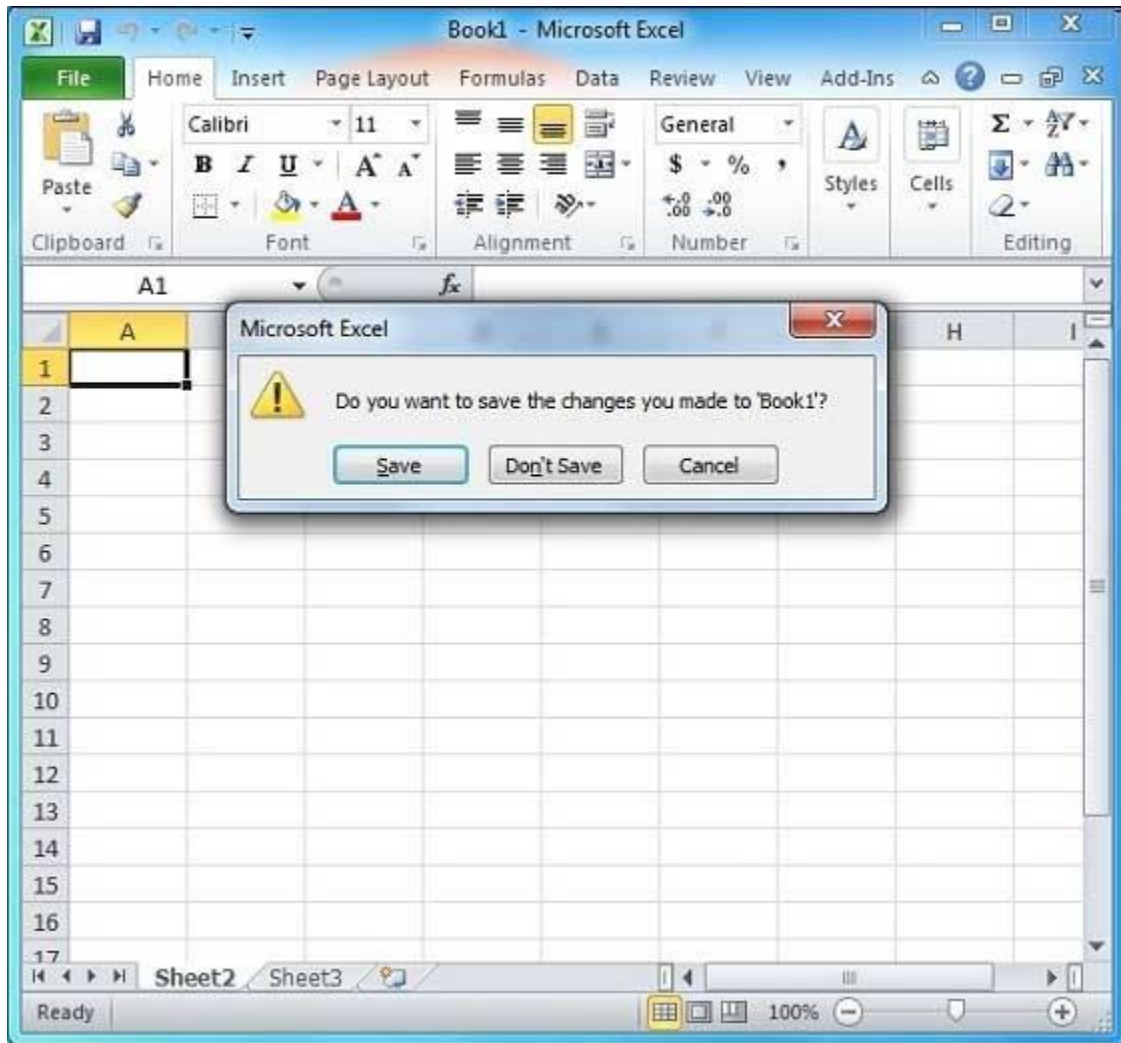 Book1 - Microsoft Excel
File Home Insert Page Layout Formulas Data Review View Add-Ins
Calibri 11 General
B I U A A $ % ,
Paste Styles Cells
Clipboard Font Alignment Number Editing
A1 fx
Microsoft Excel
A H I
Do you want to save the changes you made to 'Book1'?
Save Don't Save Cancel
1
2
3
4
5
6
7
8
9
10
11
12
13
14
15
16
17
Sheet2 Sheet3
Ready 100%